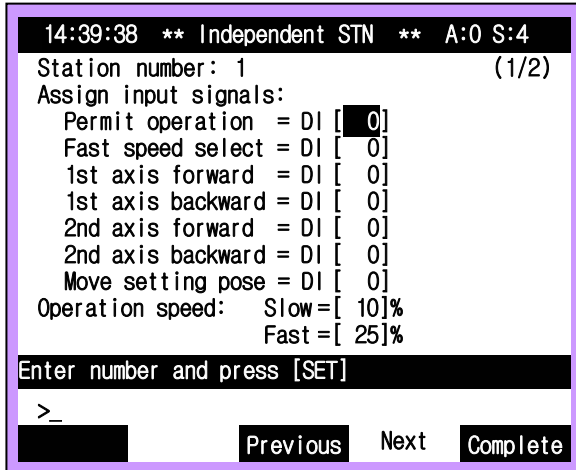 14:39:38 ** Independent STN ** A:0 S:4
Station number: 1 (1/2)
Assign input signals:
Permit operation = DI [ 0]
Fast speed select = DI [ 0]
1st axis forward = DI [ 0]
1st axis backward = DI [ 0]
2nd axis forward = DI [ 0]
2nd axis backward = DI [ 0]
Move setting pose = DI [ 0]
Operation speed: Slow=[ 10]%
Fast=[ 25]%
Enter number and press [SET]
>_
Previous Next Complete